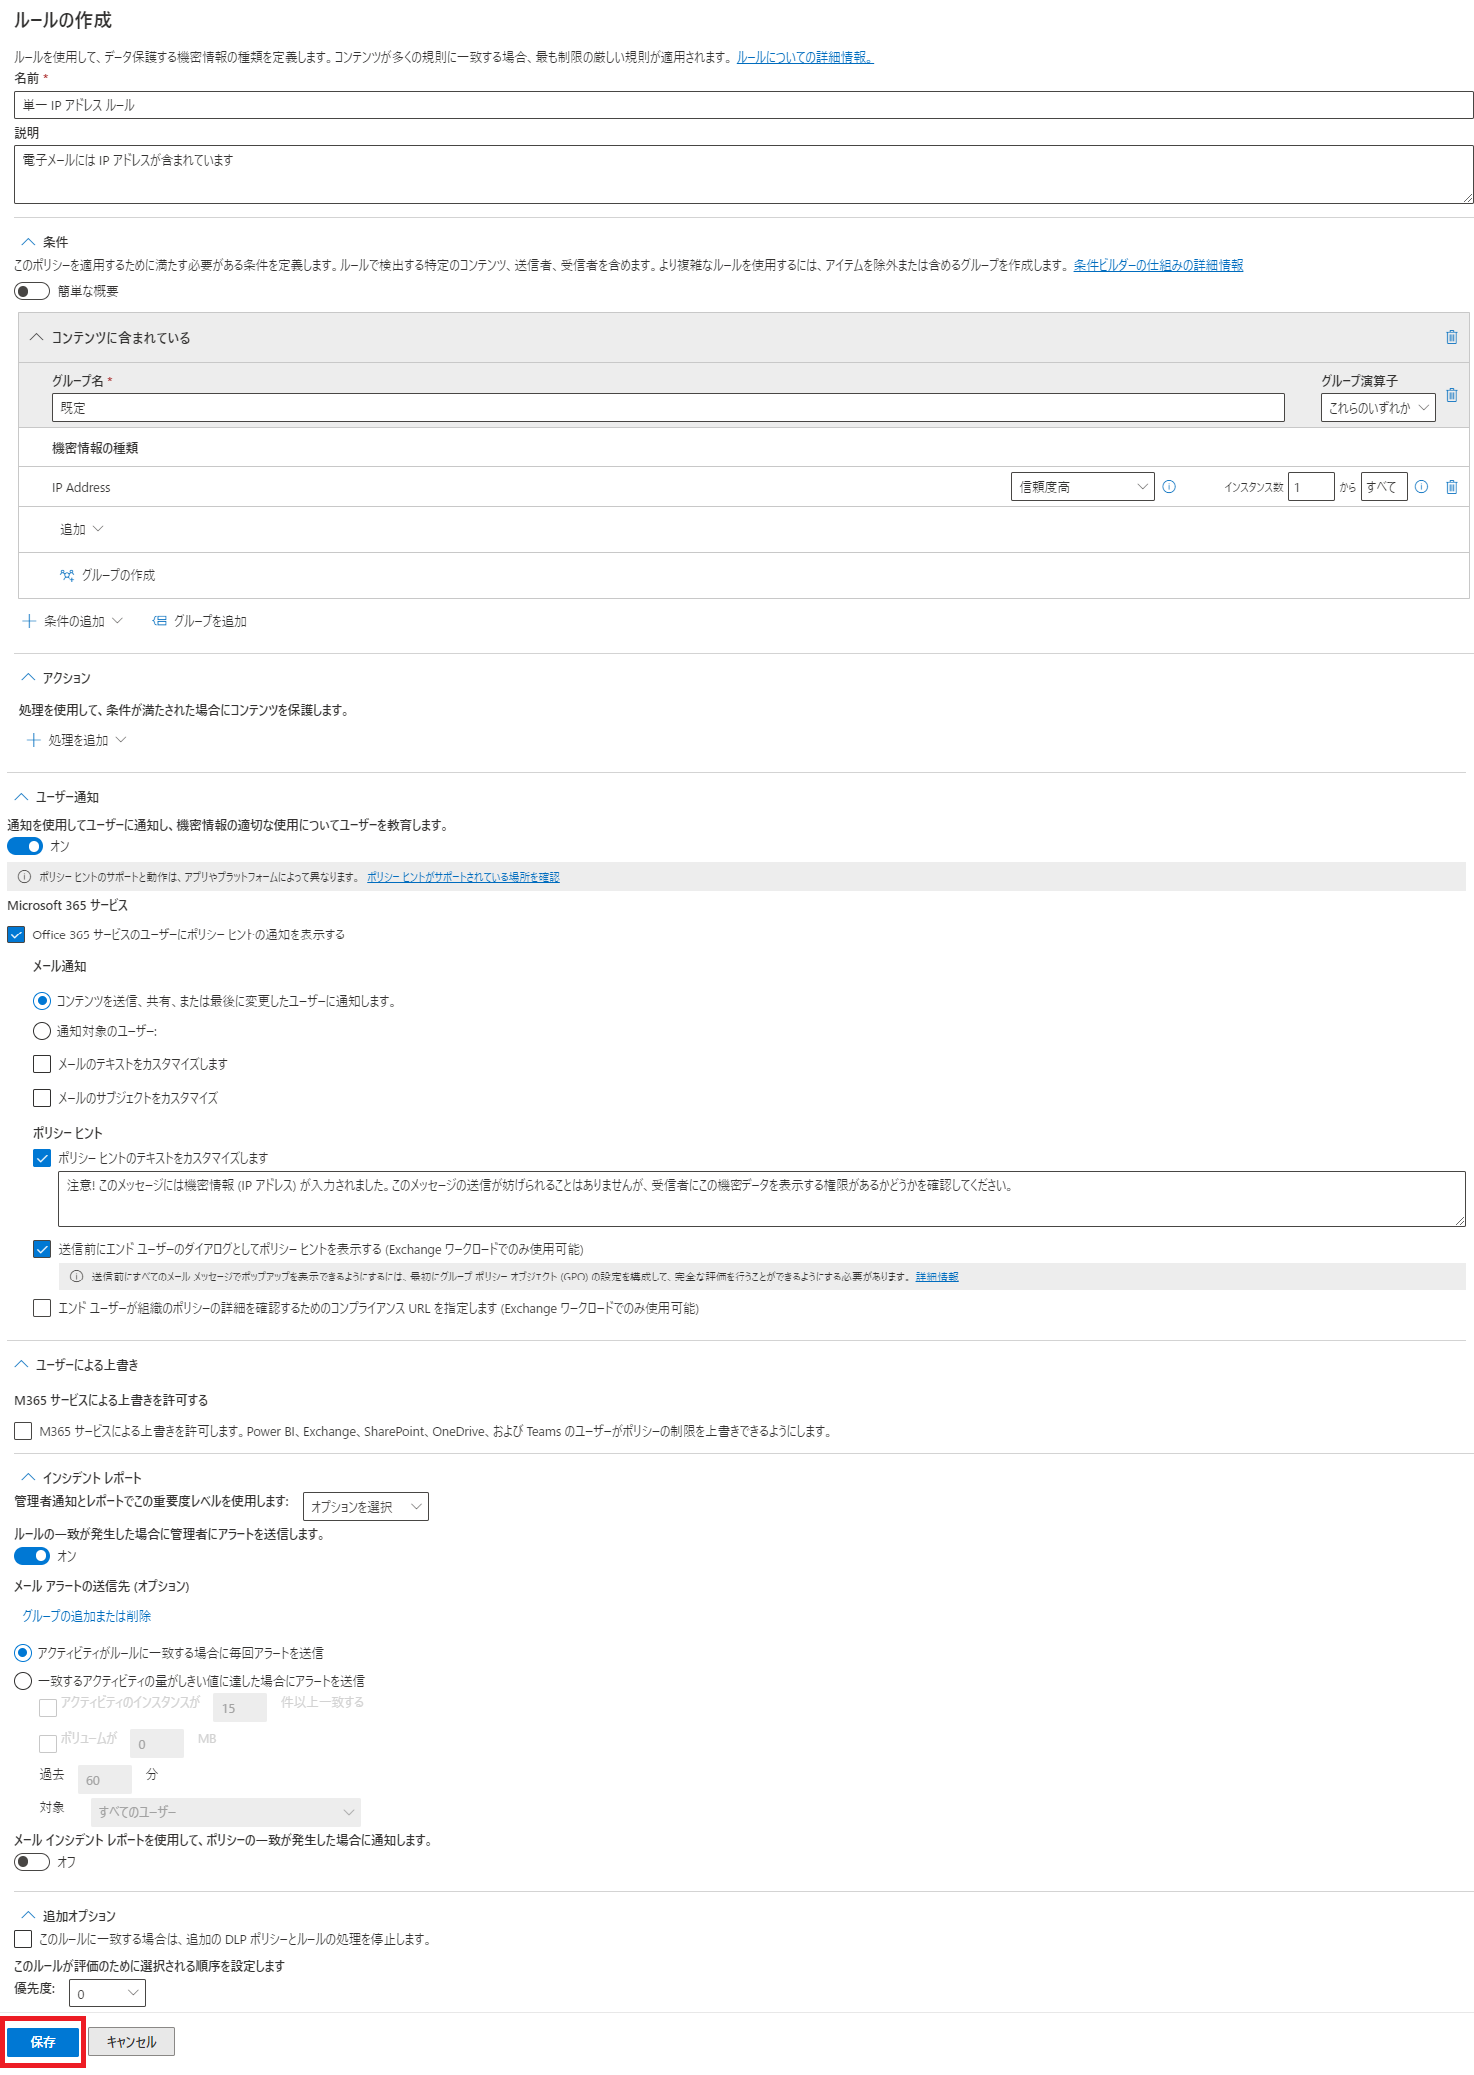 ルールの作成
ルールを使用して、データ保護する機密情報の種類を定義します。コンテンツが多くの規則に一致する場合、最も制限の厳しい規則が適用されます。 ルールについての詳細情報。
名前 *
単一 IP アドレス ルール
説明
電子メールには IP アドレスが含まれています
条件
このポリシーを適用するために満たす必要がある条件を定義します。ルールで検出する特定のコンテンツ、送信者、受信者を含めます。より複雑なルールを使用するには、アイテムを除外または含めるグループを作成します。 条件ビルダーの仕組みの詳細情報
簡単な概要
コンテンツに含まれている
グループ名 * グループ演算子
既定 これらのいずれか
機密情報の種類
IP Address 信頼度高 インスタンス数 1 から すべて
追加
グループの作成
条件の追加 グループを追加
アクション
処理を使用して、条件が満たされた場合にコンテンツを保護します。
処理を追加
ユーザー通知
通知を使用してユーザーに通知し、機密情報の適切な使用についてユーザーを教育します。
オン
ポリシー ヒントのサポートと動作は、アプリやプラットフォームによって異なります。 ポリシー ヒントがサポートされている場所を確認
Microsoft 365 サービス
Office 365 サービスのユーザーにポリシー ヒントの通知を表示する
メール通知
コンテンツを送信、共有、または最後に変更したユーザーに通知します。
通知対象のユーザー:
メールのテキストをカスタマイズします
メールのサブジェクトをカスタマイズ
ポリシー ヒント
ポリシー ヒントのテキストをカスタマイズします
注意! このメッセージには機密情報 (IP アドレス) が入力されました。このメッセージの送信が妨げられることはありませんが、受信者にこの機密データを表示する権限があるかどうかを確認してください。
送信前にエンド ユーザーのダイアログとしてポリシー ヒントを表示する (Exchange ワークロードでのみ使用可能)
送信前にすべてのメール メッセージでポップアップを表示できるようにするには、最初にグループ ポリシー オブジェクト (GPO) の設定を構成して、完全な評価を行うことができるようにする必要があります。 詳細情報
エンド ユーザーが組織のポリシーの詳細を確認するためのコンプライアンス URL を指定します (Exchange ワークロードでのみ使用可能)
ユーザーによる上書き
M365 サービスによる上書きを許可する
M365 サービスによる上書きを許可します。Power BI、Exchange、SharePoint、OneDrive、および Teams のユーザーがポリシーの制限を上書きできるようにします。
インシデント レポート
管理者通知とレポートでこの重要度レベルを使用します: オプションを選択
ルールの一致が発生した場合に管理者にアラートを送信します。
オン
メール アラートの送信先 (オプション)
グループの追加または削除
アクティビティがルールに一致する場合に毎回アラートを送信
一致するアクティビティの量がしきい値に達した場合にアラートを送信
アクティビティのインスタンスが 15 件以上一致する
ボリュームが 0 MB
過去 60 分
対象 すべてのユーザー
メール インシデント レポートを使用して、ポリシーの一致が発生した場合に通知します。
オフ
追加オプション
このルールに一致する場合は、追加の DLP ポリシーとルールの処理を停止します。
このルールが評価のために選択される順序を設定します
優先度: 0
保存 キャンセル